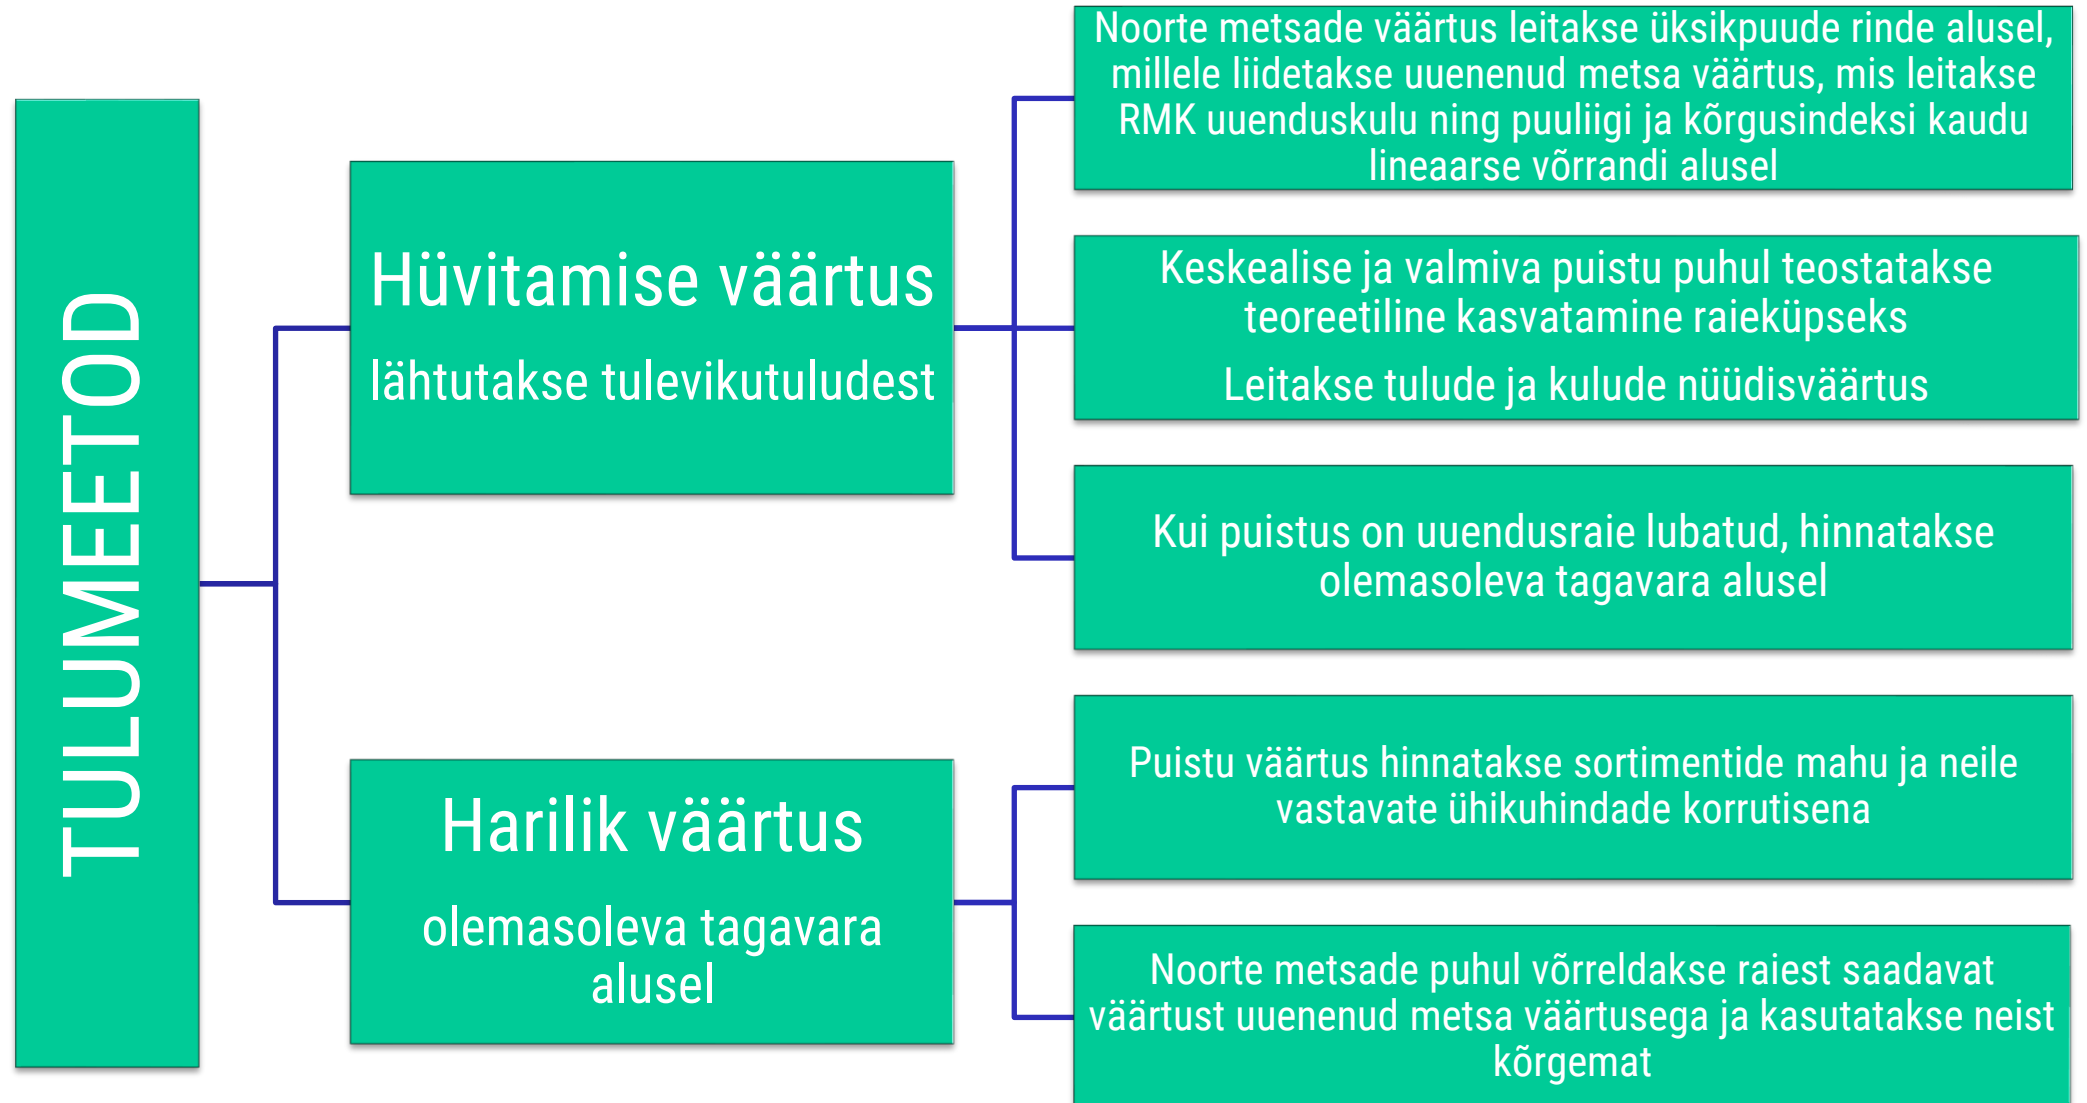 TULUMEETOD
Hüvitamise väärtus
lähtutakse tulevikutuludest
Noorte metsade väärtus leitakse üksikpuude rinde alusel,
millele liidetakse uuenenud metsa väärtus, mis leitakse
RMK uuenduskulu ning puuliigi ja kõrgusindeksi kaudu
lineaarse võrrandi alusel
Keskealise ja valmiva puistu puhul teostatakse
teoreetiline kasvatamine raieküpseks
Leitakse tulude ja kulude nüüdisväärtus
Kui puistus on uuendusraie lubatud, hinnatakse
olemasoleva tagavara alusel
Harilik väärtus
olemasoleva tagavara
alusel
Puistu väärtus hinnatakse sortimentide mahu ja neile
vastavate ühikuhindade korrutisena
Noorte metsade puhul võrreldakse raiest saadavat
väärtust uuenenud metsa väärtusega ja kasutatakse neist
kõrgemat